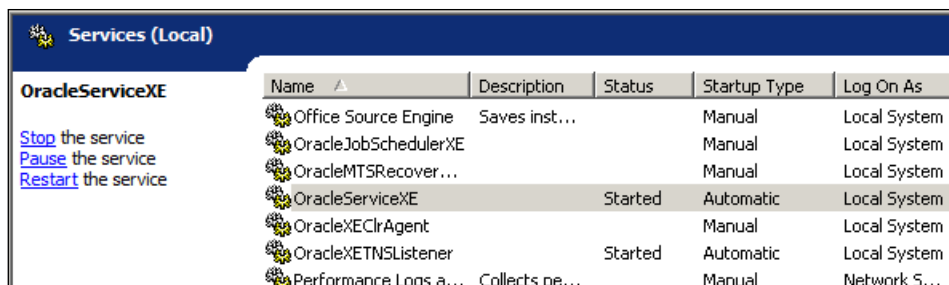 Services (Local)
OracleServiceXE
Stop the service
Pause the service
Restart the service
Name Description Status Startup Type Log On As
Office Source Engine Saves inst... Manual Local System
OracleJobSchedulerXE Manual Local System
OracleMTSRecover... Manual Local System
OracleServiceXE Started Automatic Local System
OracleXEClrAgent Manual Local System
OracleXETNSListener Started Automatic Local System
Performance Logs a... Collects pe... Manual Network S...